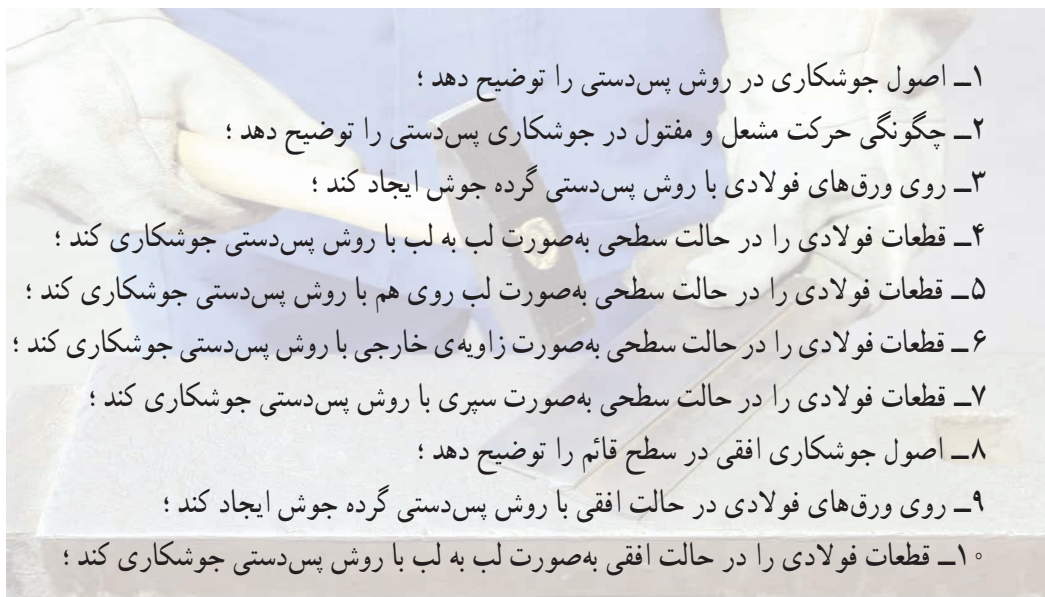 ۱ــ اصول جوشکاری در روش پس‌دستی را توضیح دهد ؛
۲ــ چگونگی حرکت مشعل و مفتول در جوشکاری پس‌دستی را توضیح دهد ؛
۳ــ روی ورق‌های فولادی با روش پس‌دستی گرده جوش ایجاد کند ؛
۴ــ قطعات فولادی را در حالت سطحی به‌صورت لب به لب با روش پس‌دستی جوشکاری کند ؛
۵ــ قطعات فولادی را در حالت سطحی به‌صورت لب روی هم با روش پس‌دستی جوشکاری کند ؛
۶ــ قطعات فولادی را در حالت سطحی به‌صورت زاویه‌ی خارجی با روش پس‌دستی جوشکاری کند ؛
۷ــ قطعات فولادی را در حالت سطحی به‌صورت سپری با روش پس‌دستی جوشکاری کند ؛
۸ــ اصول جوشکاری افقی در سطح قائم را توضیح دهد ؛
۹ــ روی ورق‌های فولادی در حالت افقی با روش پس‌دستی گرده جوش ایجاد کند ؛
۱۰ــ قطعات فولادی را در حالت افقی به‌صورت لب به لب با روش پس‌دستی جوشکاری کند ؛